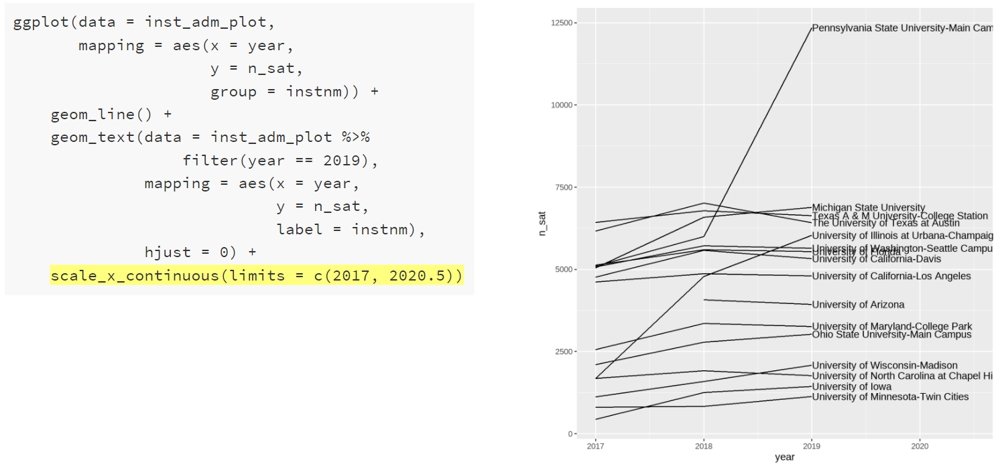 ggplot(data = inst_adm_plot,
mapping = aes(x = year,
y = n_sat,
group = instnm)) +
geom_line() +
geom_text(data = inst_adm_plot %>%
filter(year == 2019),
mapping = aes(x = year,
y = n_sat,
label = instnm),
hjust = 0) +
scale_x_continuous(limits = c(2017, 2020.5))
12500
10000
7500
5000
2500
0
n_sat
Pennsylvania State University-Main Cam
Michigan State University
Texas A & M University-College Station
The University of Texas at Austin
University of Illinois at Urbana-Champaig
University of Washington-Seattle Campu
University of Florida
University of California-Davis
University of California-Los Angeles
University of Arizona
University of Maryland-College Park
Ohio State University-Main Campus
University of Wisconsin-Madison
University of North Carolina at Chapel Hi
University of Iowa
University of Minnesota-Twin Cities
2017 2018 2019 2020
year